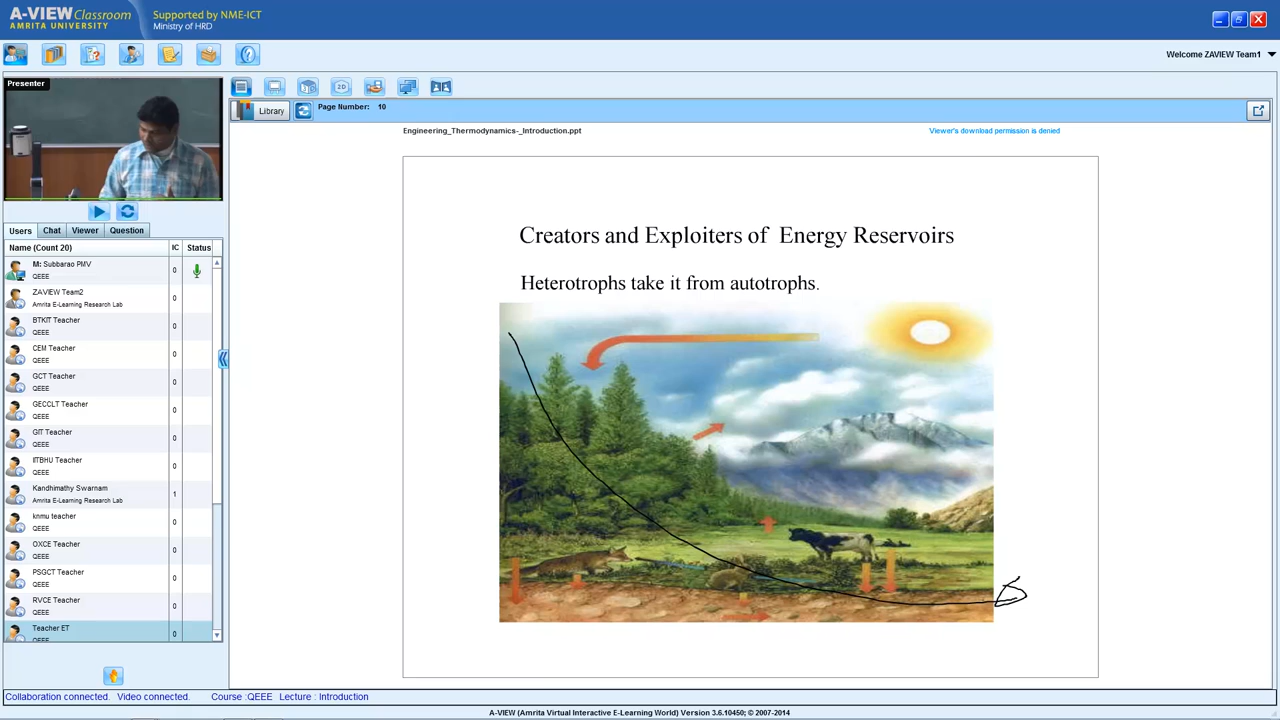 A-VIEW Classroom
AMRITA UNIVERSITY
Supported by NME-ICT
Ministry of HRD
Welcome ZAVIEW Team1
Presenter
2D
Library
Page Number: 10
Engineering_Thermodynamics-_Introduction.ppt
Viewer's download permission is denied
Users Chat Viewer Question
Name (Count 20) IC Status
M: Subbarao PMV
QEEE
0
ZAVIEW Team2
Amrita E-Learning Research Lab
0
BTKIT Teacher
QEEE
0
CEM Teacher
QEEE
0
GCT Teacher
QEEE
0
GECCLT Teacher
QEEE
0
GIT Teacher
QEEE
0
IITBHU Teacher
QEEE
0
Kandhimathy Swarnam
Amrita E-Learning Research Lab
1
knmu teacher
QEEE
0
OXCE Teacher
QEEE
0
PSGCT Teacher
QEEE
0
RVCE Teacher
QEEE
0
Teacher ET
QEEE
0
Creators and Exploiters of Energy Reservoirs
Heterotrophs take it from autotrophs.
Collaboration connected. Video connected. Course :QEEE Lecture : Introduction
A-VIEW (Amrita Virtual Interactive E-Learning World) Version 3.6.10450; © 2007-2014